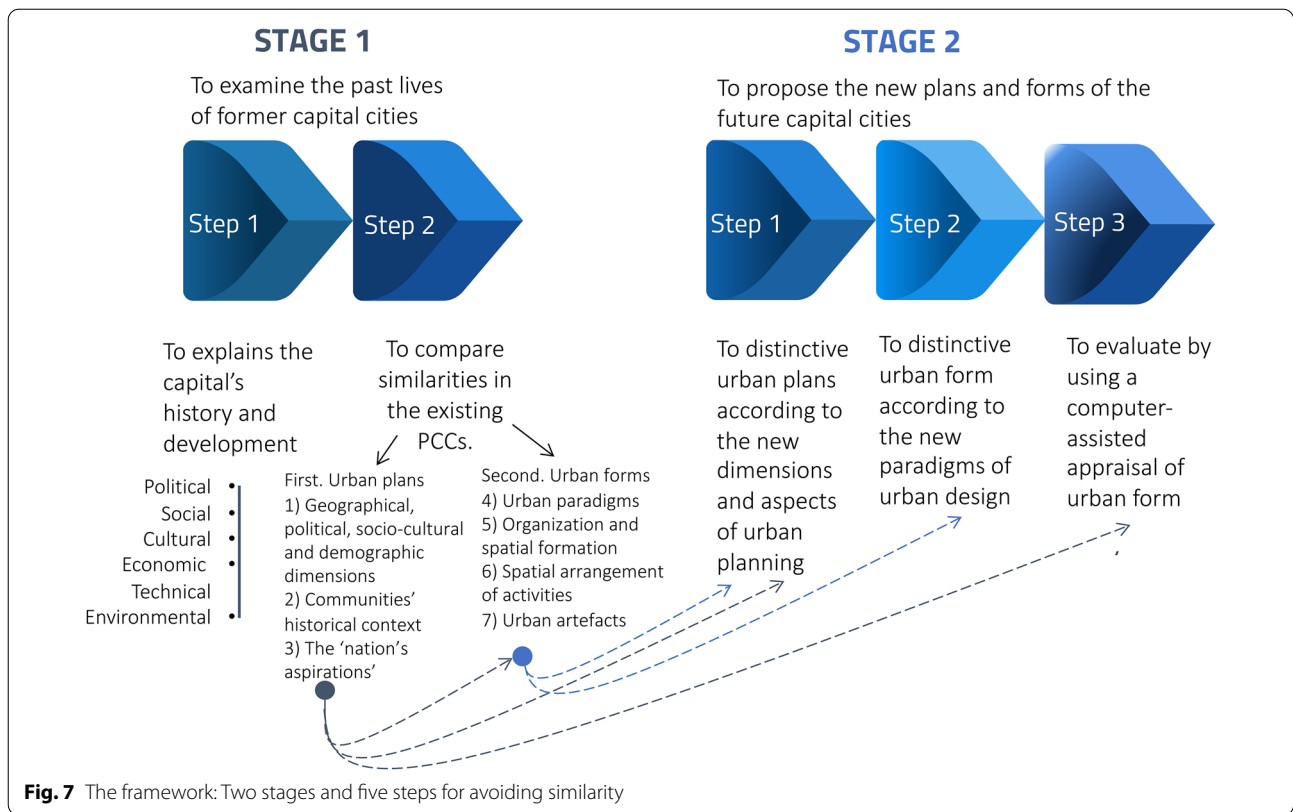 STAGE 1
To examine the past lives
of former capital cities
Step 1
Step 2
To explains the
capital's
history and
development
Political •
Social •
Cultural •
Economic •
Technical
Environmental •
To compare
similarities in
the existing
PCCs.
First. Urban plans
1) Geographical,
political, socio-cultural
and demographic
dimensions
2) Communities'
historical context
3) The 'nation's
aspirations'
Second. Urban forms
4) Urban paradigms
5) Organization and
spatial formation
6) Spatial arrangement
of activities
7) Urban artefacts
STAGE 2
To propose the new plans and forms of the
future capital cities
Step 1
Step 2
Step 3
To distinctive
urban plans
according to
the new
dimensions
and aspects
of urban
planning
To distinctive
urban form
according to
the new
paradigms of
urban design
To evaluate by
using a
computer-
assisted
appraisal of
urban form
,
Fig. 7 The framework: Two stages and five steps for avoiding similarity